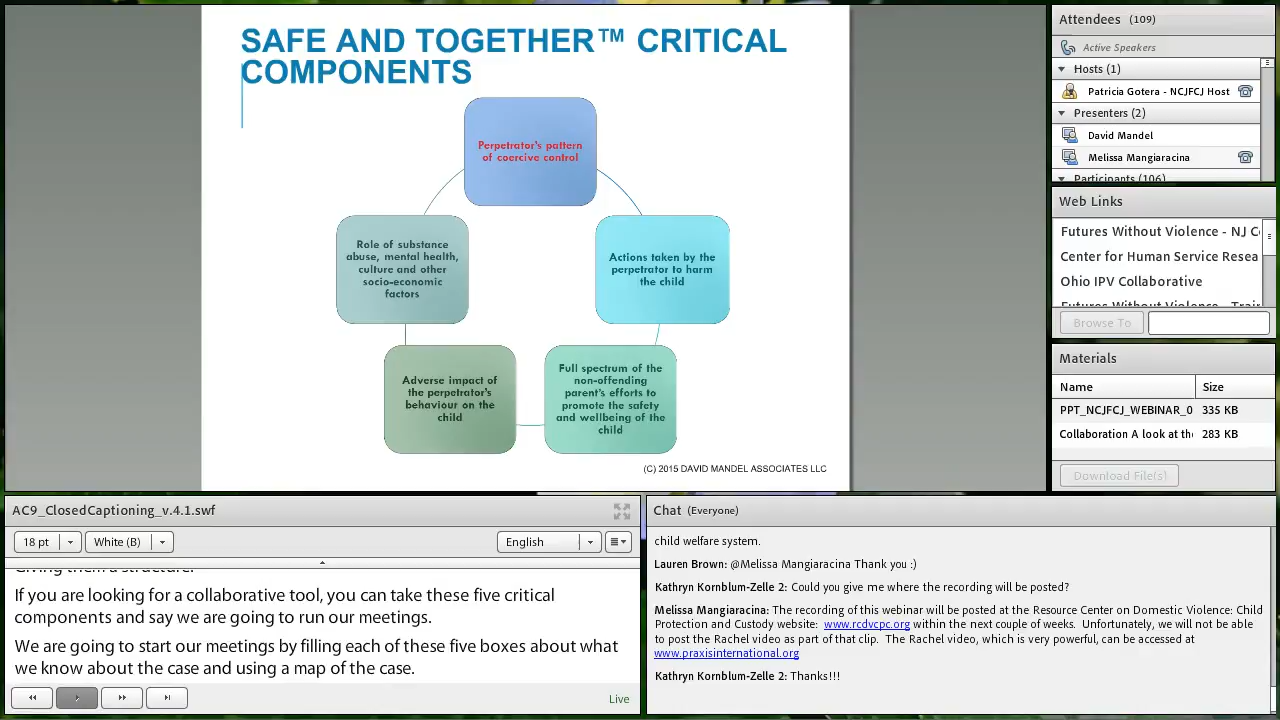 SAFE AND TOGETHER™ CRITICAL
COMPONENTS
Perpetrator's pattern
of coercive control
Role of substance
abuse, mental health,
culture and other
socio-economic
factors
Actions taken by the
perpetrator to harm
the child
Adverse impact of
the perpetrator's
behaviour on the
child
Full spectrum of the
non-offending
parent's efforts to
promote the safety
and wellbeing of the
child
(C) 2015 DAVID MANDEL ASSOCIATES LLC
Attendees (109)
Active Speakers
Hosts (1)
Patricia Gotera - NCJFCJ Host
Presenters (2)
David Mandel
Melissa Mangiaracina
Participants (106)
Web Links
Futures Without Violence - NJ C
Center for Human Service Resea
Ohio IPV Collaborative
Futures Without Violence - Trai
Browse To
Materials
Name Size
PPT_NCJFCJ_WEBINAR_0 335 KB
Collaboration A look at the 283 KB
Download File(s)
AC9_ClosedCaptioning_v.4.1.swf
18 pt White (B) English
Giving them a structure.
If you are looking for a collaborative tool, you can take these five critical
components and say we are going to run our meetings.
We are going to start our meetings by filling each of these five boxes about what
we know about the case and using a map of the case.
Live
Chat (Everyone)
child welfare system.
Lauren Brown: @Melissa Mangiaracina Thank you :)
Kathryn Kornblum-Zelle 2: Could you give me where the recording will be posted?
Melissa Mangiaracina: The recording of this webinar will be posted at the Resource Center on Domestic Violence: Child
Protection and Custody website: www.rcdvcpc.org within the next couple of weeks. Unfortunately, we will not be able
to post the Rachel video as part of that clip. The Rachel video, which is very powerful, can be accessed at
www.praxisinternational.org
Kathryn Kornblum-Zelle 2: Thanks!!!